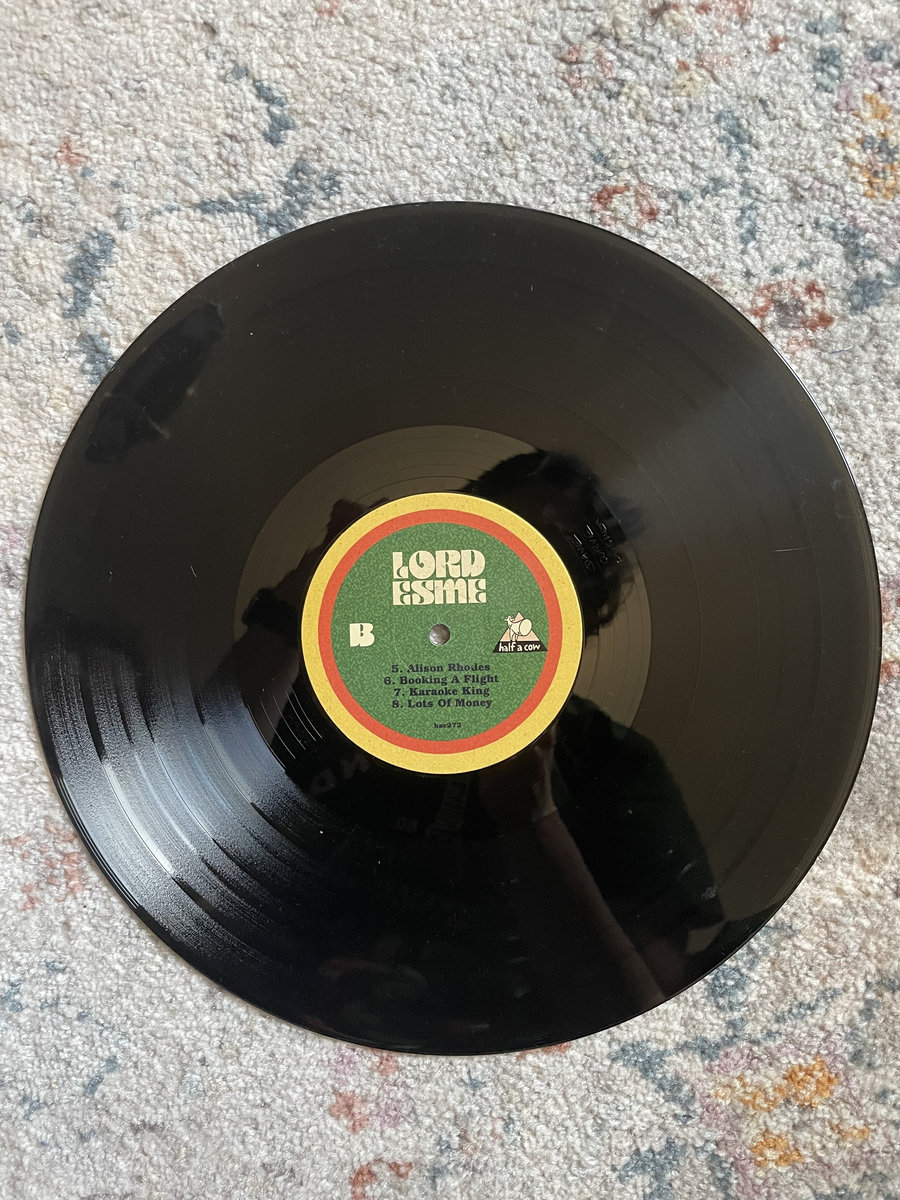 LORD
ESME
B
half a cow
5. Alison Rhodes
6. Booking A Flight
7. Karaoke King
8. Lots Of Money
hac272